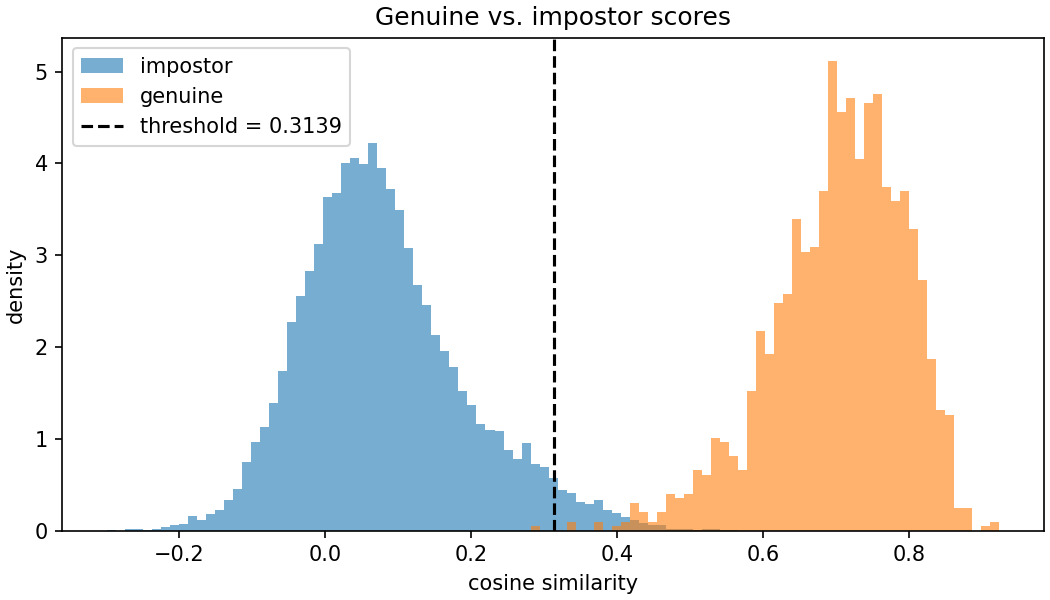 Genuine vs. impostor scores
impostor
genuine
threshold = 0.3139
density
5
4
3
2
1
0
−0.2
0.0
0.2
0.4
0.6
0.8
cosine similarity